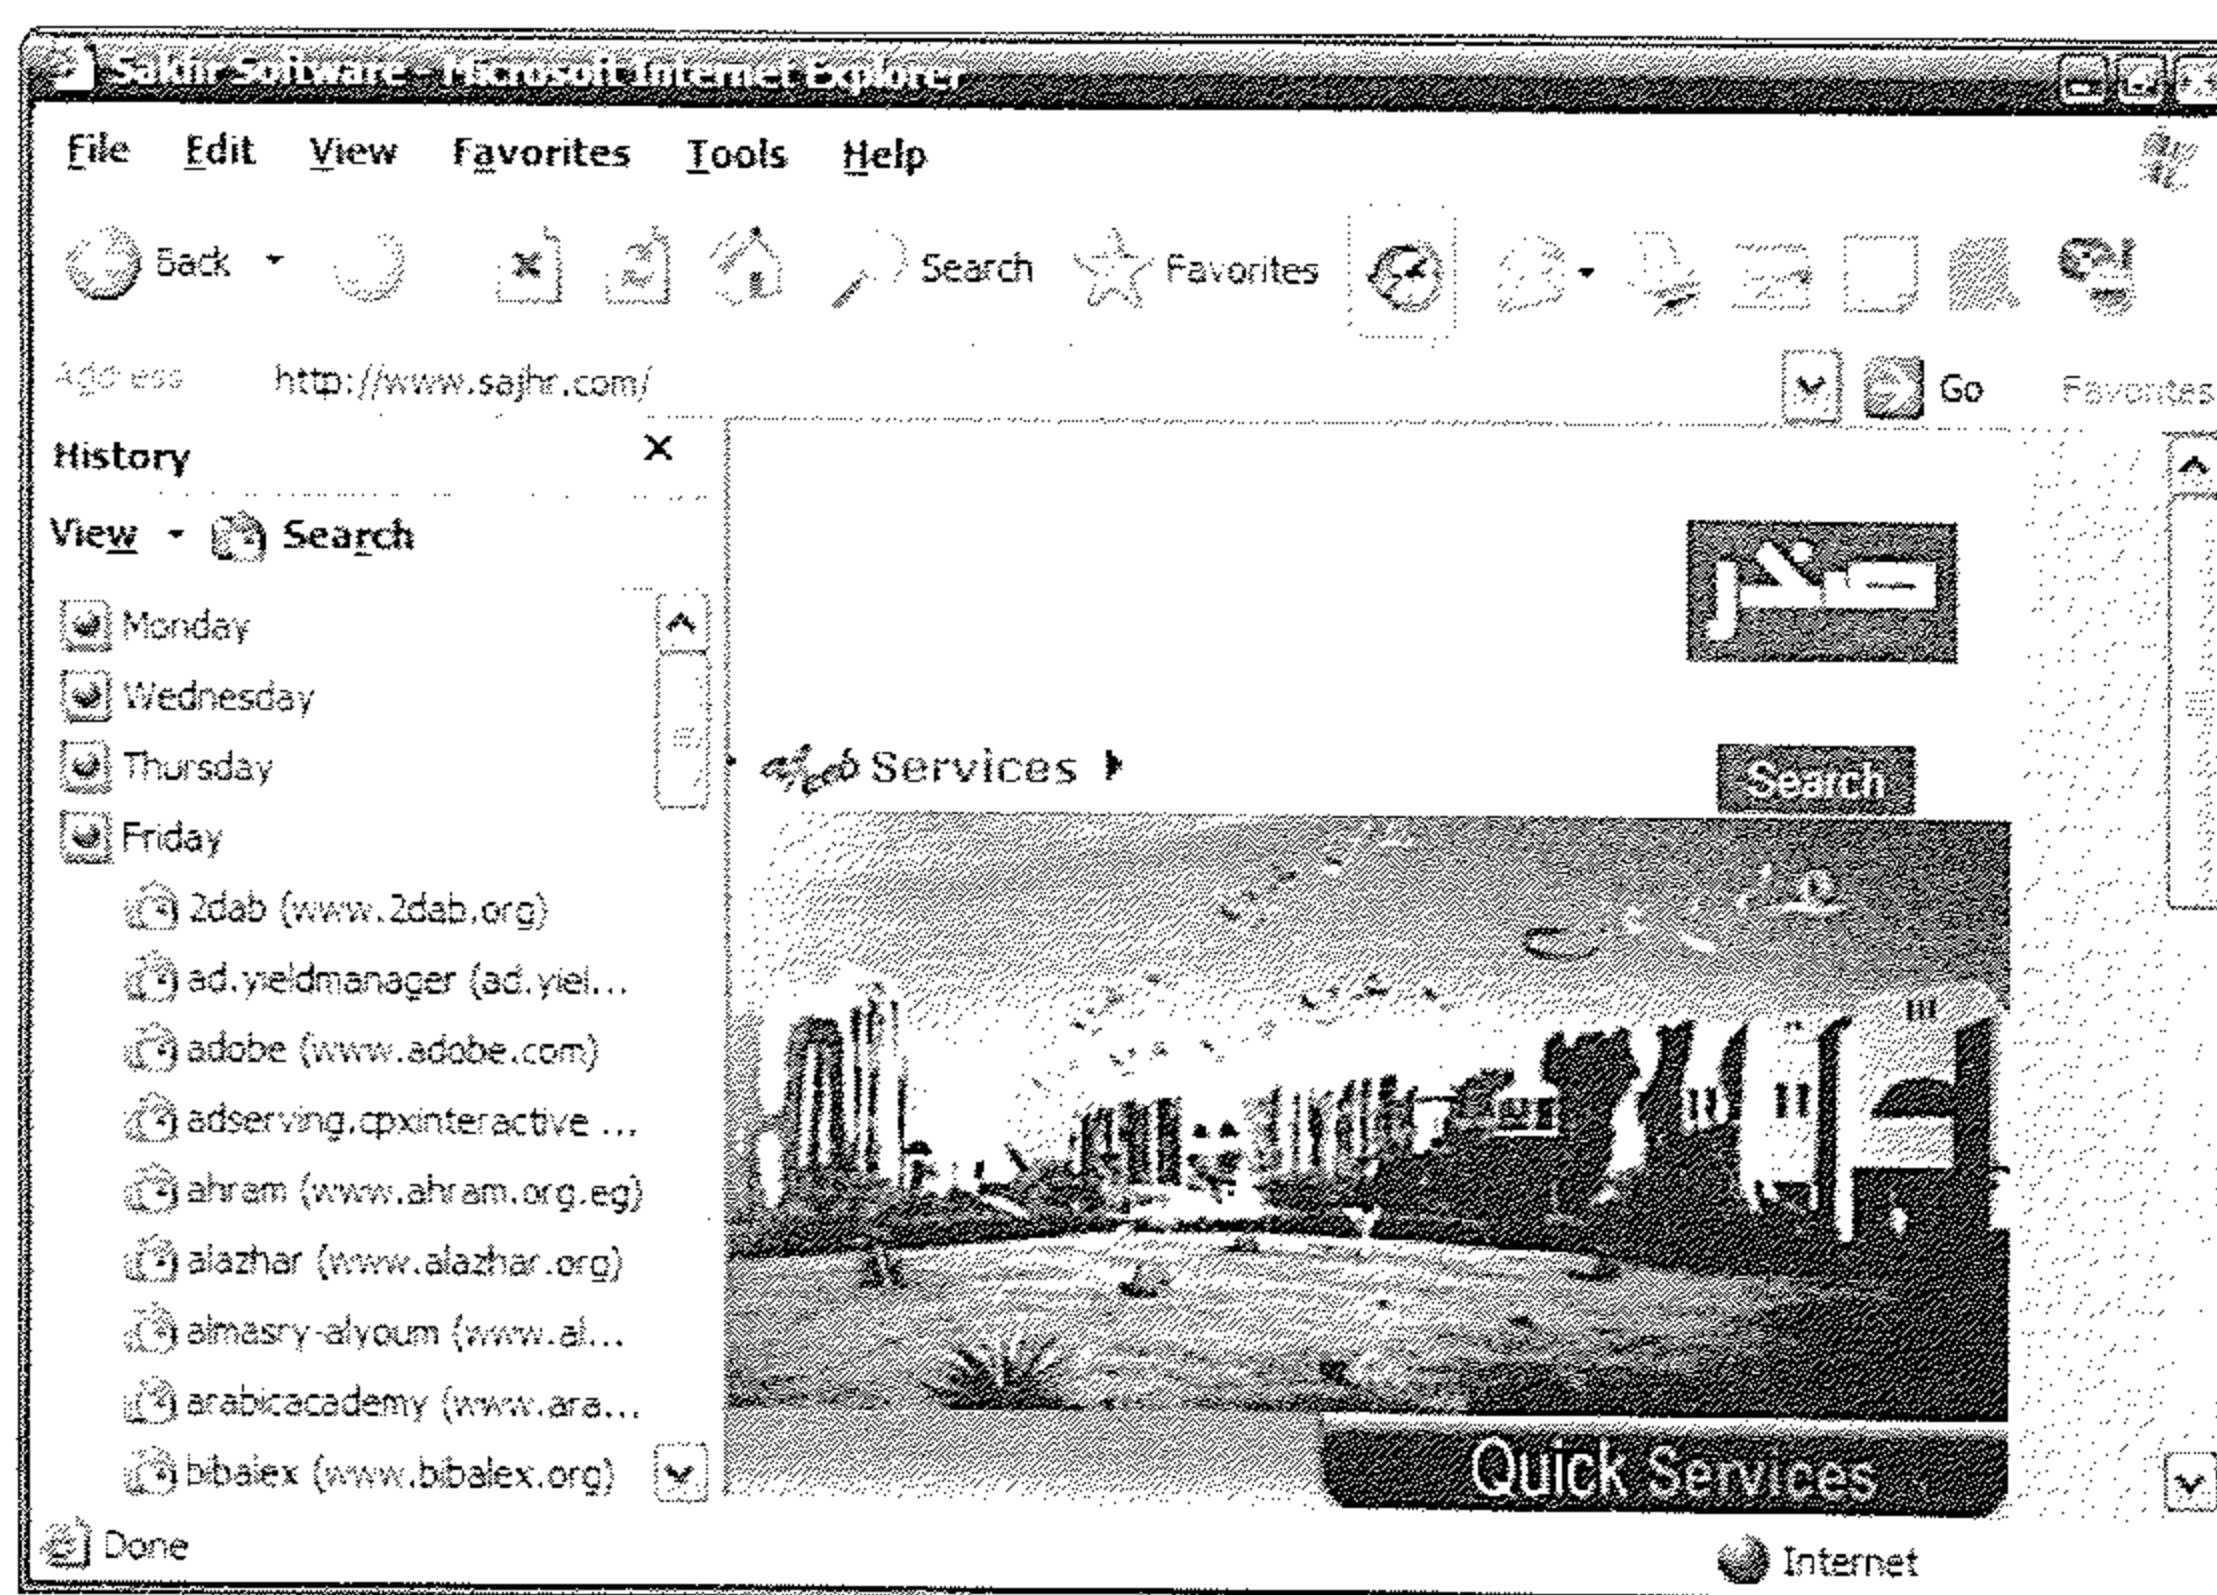 Sakhr Software - Microsoft Internet Explorer
File Edit View Favorites Tools Help
Back Search Favorites
Address http://www.sajhr.com/ Go Favorites
History
View Search
صخر
Monday
Wednesday
Thursday
Services
Search
Friday
2dab (www.2dab.org)
ad.yieldmanager (ad.yiel...
adobe (www.adobe.com)
adserving.cpxinteractive ...
ahram (www.ahram.org.eg)
alazhar (www.alazhar.org)
almasry-alyoum (www.al...
arabicacademy (www.ara...
bibalex (www.bibalex.org)
Quick Services
Done Internet